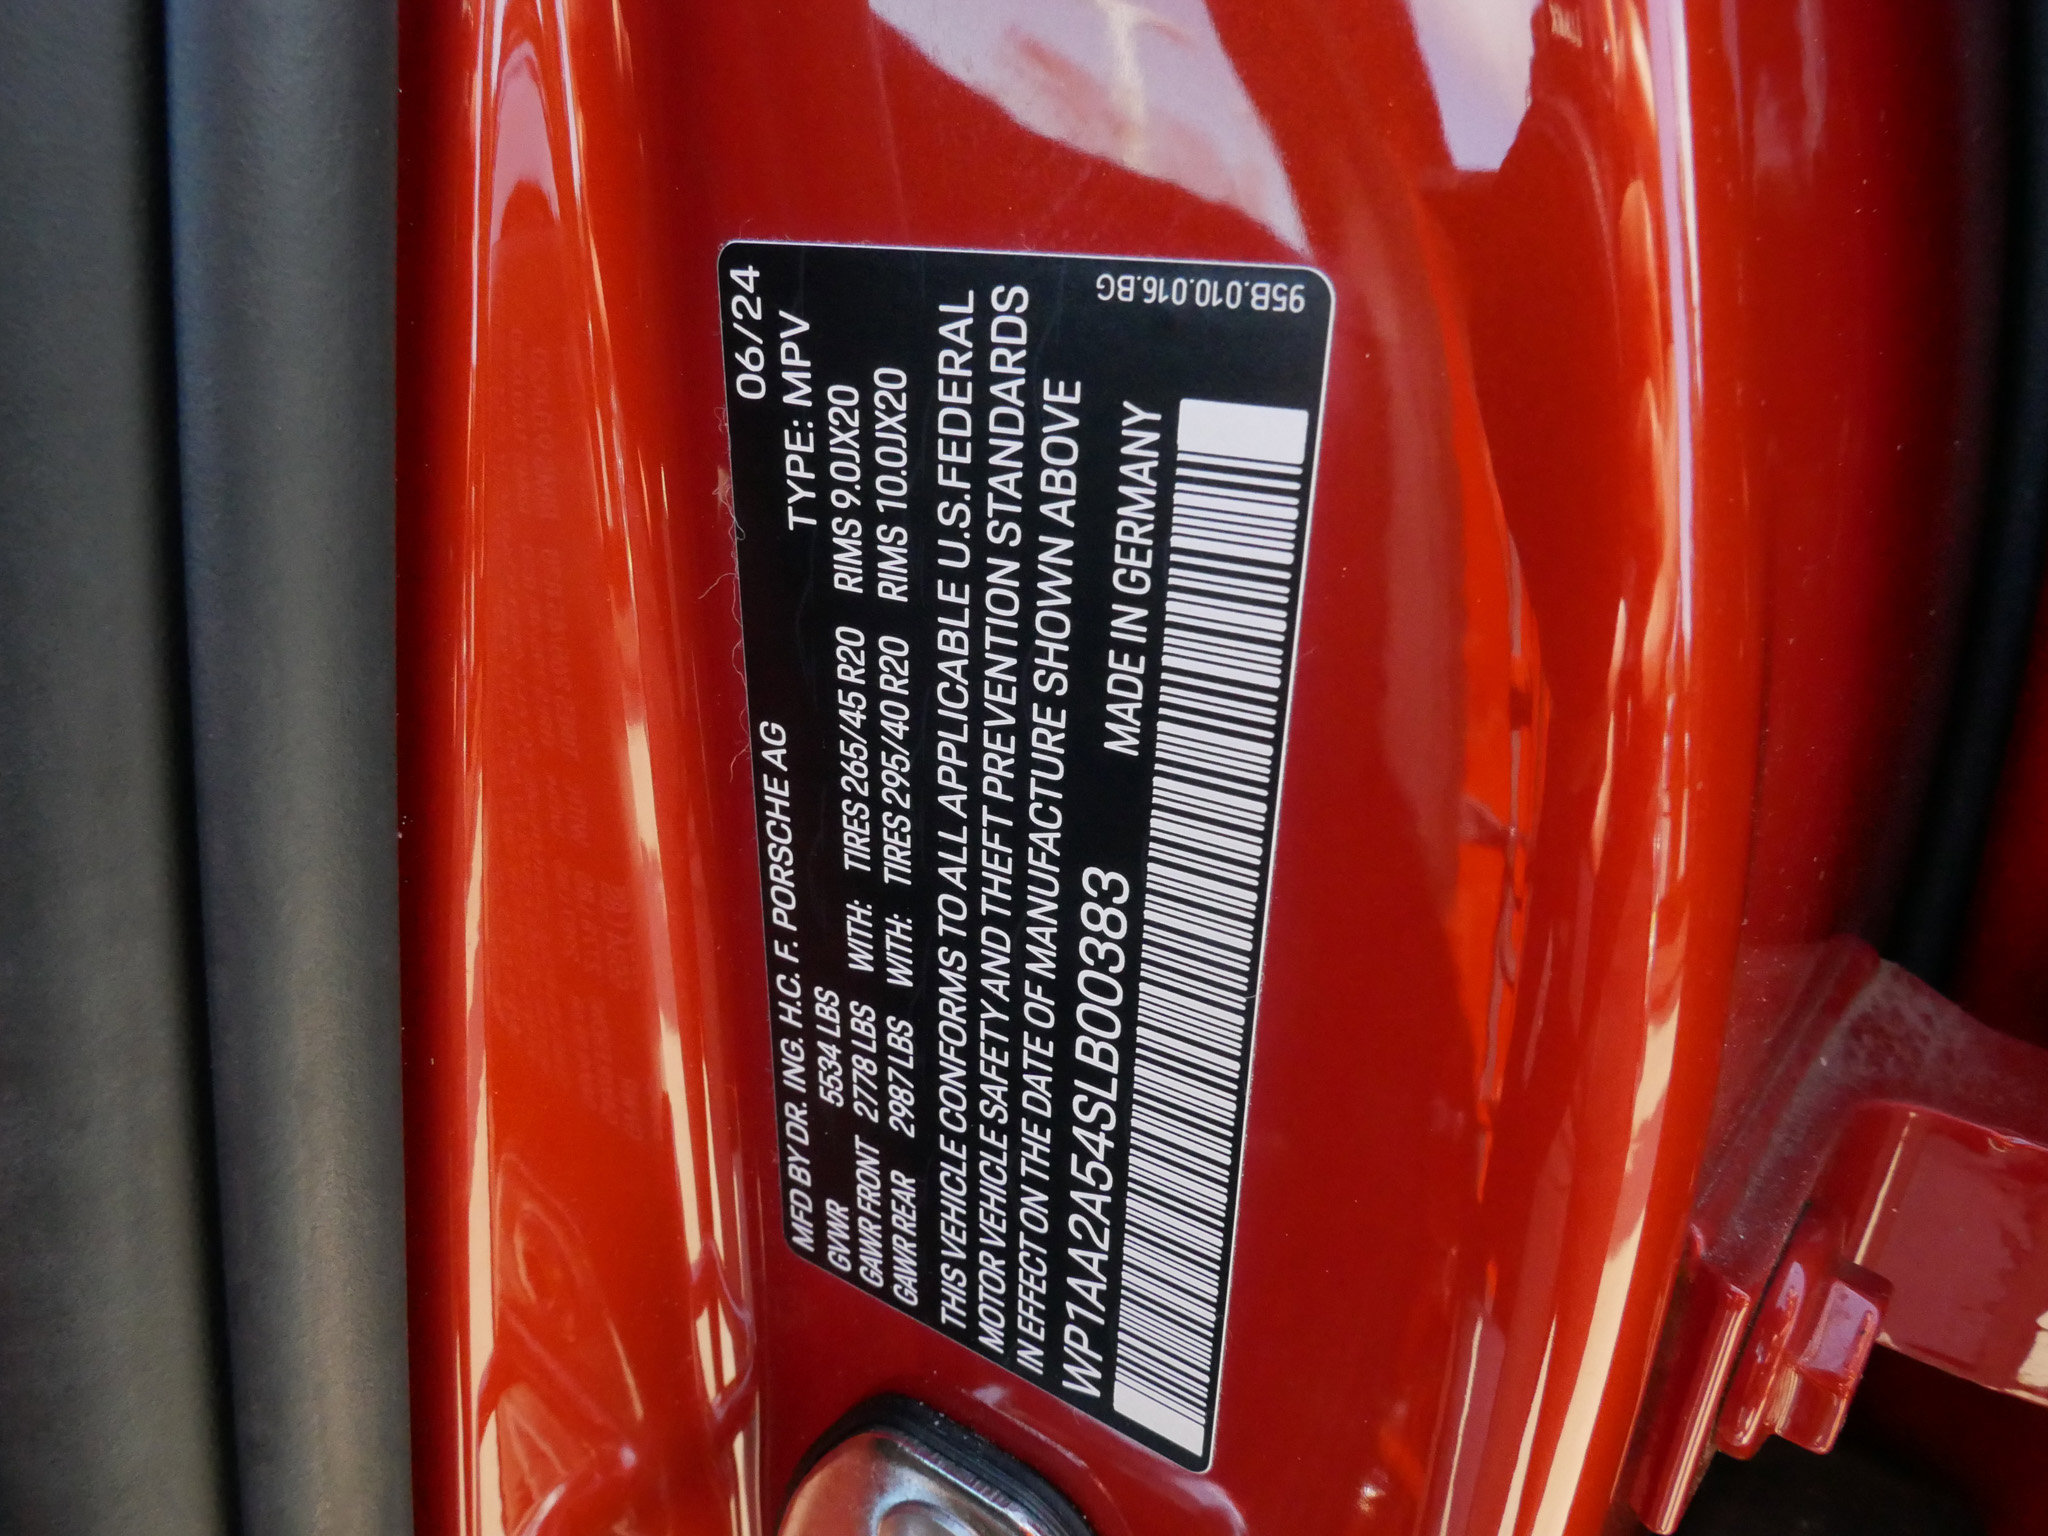 06/24
MFD BY DR. ING. H.C. F. PORSCHE AG TYPE: MPV
GVWR 5534 LBS
GAWR FRONT 2778 LBS WITH: TIRES 265/45 R20 RIMS 9.0JX20
GAWR REAR 2987 LBS WITH: TIRES 295/40 R20 RIMS 10.0JX20
THIS VEHICLE CONFORMS TO ALL APPLICABLE U.S. FEDERAL
MOTOR VEHICLE SAFETY AND THEFT PREVENTION STANDARDS
IN EFFECT ON THE DATE OF MANUFACTURE SHOWN ABOVE
WP1AA2A54SLB00383 MADE IN GERMANY
95B.010.016.BG